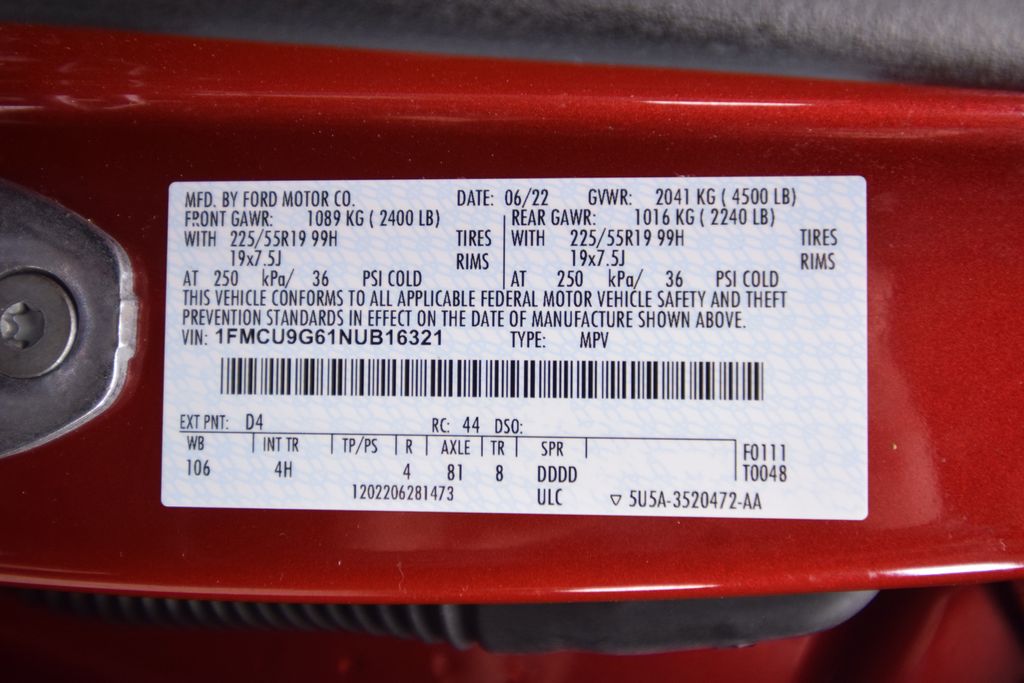 MFD. BY FORD MOTOR CO. DATE: 06/22 GVWR: 2041 KG ( 4500 LB)
FRONT GAWR: 1089 KG ( 2400 LB) REAR GAWR: 1016 KG ( 2240 LB)
WITH 225/55R19 99H TIRES WITH 225/55R19 99H TIRES
19x7.5J RIMS 19x7.5J RIMS
AT 250 kPa/ 36 PSI COLD AT 250 kPa/ 36 PSI COLD
THIS VEHICLE CONFORMS TO ALL APPLICABLE FEDERAL MOTOR VEHICLE SAFETY AND THEFT
PREVENTION STANDARDS IN EFFECT ON THE DATE OF MANUFACTURE SHOWN ABOVE.
VIN: 1FMCU9G61NUB16321 TYPE: MPV
EXT PNT: D4 RC: 44 DSO:
WB INT TR TP/PS R AXLE TR SPR F0111
106 4H 4 81 8 DDDD T0048
1202206281473 ULC ▽ 5U5A-3520472-AA